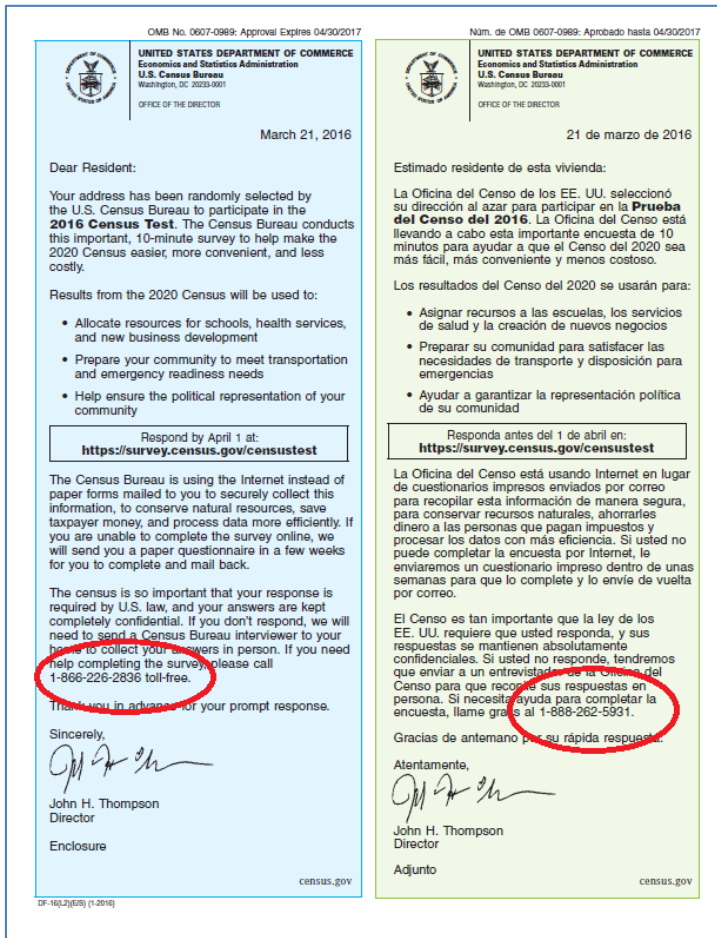 OMB No. 0607-0989: Approval Expires 04/30/2017
UNITED STATES DEPARTMENT OF COMMERCE
Economics and Statistics Administration
U.S. Census Bureau
Washington, DC 20233-0001
OFFICE OF THE DIRECTOR
March 21, 2016
Dear Resident:
Your address has been randomly selected by
the U.S. Census Bureau to participate in the
2016 Census Test. The Census Bureau conducts
this important, 10-minute survey to help make the
2020 Census easier, more convenient, and less
costly.
Results from the 2020 Census will be used to:
• Allocate resources for schools, health services,
and new business development
• Prepare your community to meet transportation
and emergency readiness needs
• Help ensure the political representation of your
community
Respond by April 1 at:
https://survey.census.gov/censustest
The Census Bureau is using the Internet instead of
paper forms mailed to you to securely collect this
information, to conserve natural resources, save
taxpayer money, and process data more efficiently. If
you are unable to complete the survey online, we
will send you a paper questionnaire in a few weeks
for you to complete and mail back.
The census is so important that your response is
required by U.S. law, and your answers are kept
completely confidential. If you don't respond, we will
need to send a Census Bureau interviewer to your
home to collect your answers in person. If you need
help completing the survey, please call
1-866-226-2836 toll-free.
Thank you in advance for your prompt response.
Sincerely,
John H. Thompson
Director
Enclosure
census.gov
DF-16(L2)(E/S) (1-2016)
Núm. de OMB 0607-0989: Aprobado hasta 04/30/2017
UNITED STATES DEPARTMENT OF COMMERCE
Economics and Statistics Administration
U.S. Census Bureau
Washington, DC 20233-0001
OFFICE OF THE DIRECTOR
21 de marzo de 2016
Estimado residente de esta vivienda:
La Oficina del Censo de los EE. UU. seleccionó
su dirección al azar para participar en la Prueba
del Censo del 2016. La Oficina del Censo está
llevando a cabo esta importante encuesta de 10
minutos para ayudar a que el Censo del 2020 sea
más fácil, más conveniente y menos costoso.
Los resultados del Censo del 2020 se usarán para:
• Asignar recursos a las escuelas, los servicios
de salud y la creación de nuevos negocios
• Preparar su comunidad para satisfacer las
necesidades de transporte y disposición para
emergencias
• Ayudar a garantizar la representación política
de su comunidad
Responda antes del 1 de abril en:
https://survey.census.gov/censustest
La Oficina del Censo está usando Internet en lugar
de cuestionarios impresos enviados por correo
para recopilar esta información de manera segura,
para conservar recursos naturales, ahorrarles
dinero a las personas que pagan impuestos y
procesar los datos con más eficiencia. Si usted no
puede completar la encuesta por Internet, le
enviaremos un cuestionario impreso dentro de unas
semanas para que lo complete y lo envíe de vuelta
por correo.
El Censo es tan importante que la ley de los
EE. UU. requiere que usted responda, y sus
respuestas se mantienen absolutamente
confidenciales. Si usted no responde, tendremos
que enviar a un entrevistador de la Oficina del
Censo para que recopile sus respuestas en
persona. Si necesita ayuda para completar la
encuesta, llame gratis al 1-888-262-5931.
Gracias de antemano por su rápida respuesta.
Atentamente,
John H. Thompson
Director
Adjunto
census.gov